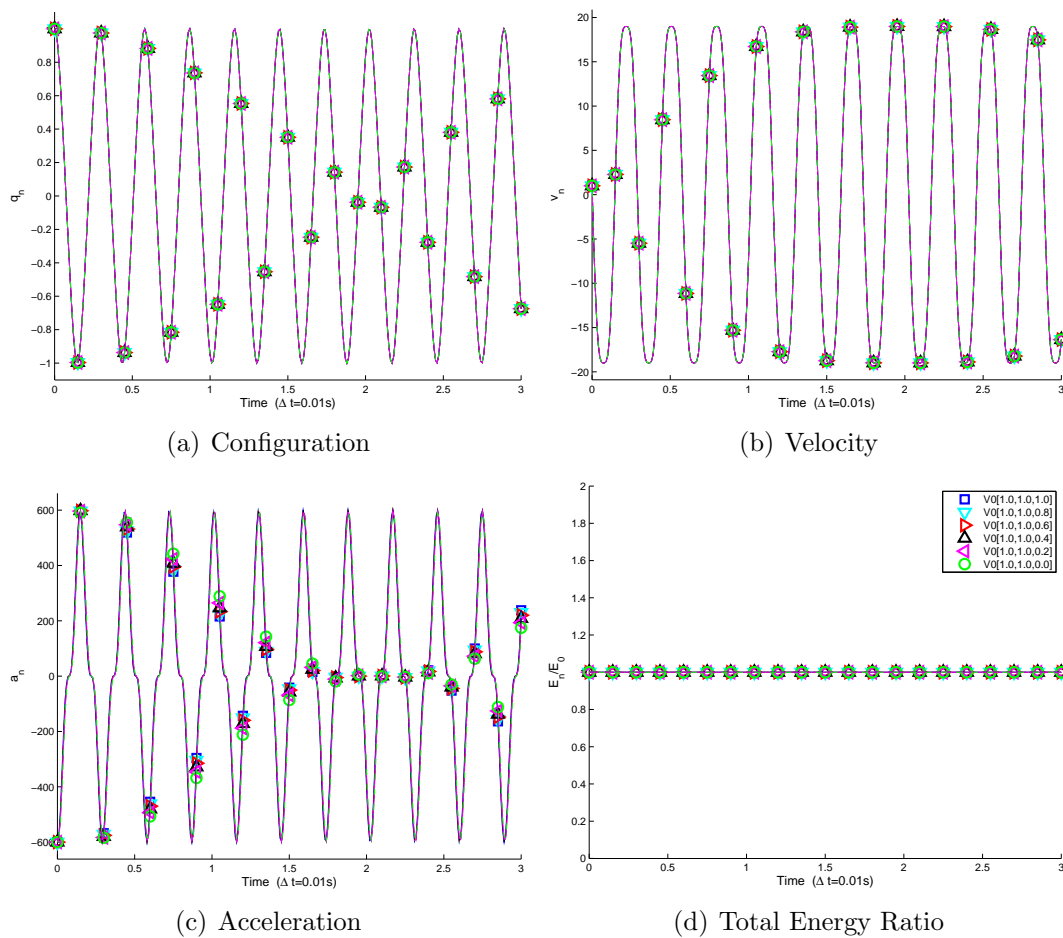 q_n
0.8
0.6
0.4
0.2
0
−0.2
−0.4
−0.6
−0.8
−1
0 0.5 1 1.5 2 2.5 3
Time (Δ t=0.01s)
(a) Configuration
v_n
20
15
10
5
0
−5
−10
−15
−20
0 0.5 1 1.5 2 2.5 3
Time (Δ t=0.01s)
(b) Velocity
a_n
600
400
200
0
−200
−400
−600
0 0.5 1 1.5 2 2.5 3
Time (Δ t=0.01s)
(c) Acceleration
E_n/E_0
2
1.8
1.6
1.4
1.2
1
0.8
0.6
0.4
0.2
0
0 0.5 1 1.5 2 2.5 3
Time (Δ t=0.01s)
V0[1.0,1.0,1.0]
V0[1.0,1.0,0.8]
V0[1.0,1.0,0.6]
V0[1.0,1.0,0.4]
V0[1.0,1.0,0.2]
V0[1.0,1.0,0.0]
(d) Total Energy Ratio